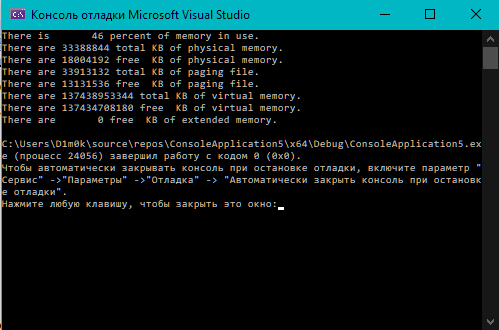 Консоль отладки Microsoft Visual Studio
There is       46 percent of memory in use.
There are 33388844 total KB of physical memory.
There are 18004192 free  KB of physical memory.
There are 33913132 total KB of paging file.
There are 13131536 free  KB of paging file.
There are 137438953344 total KB of virtual memory.
There are 137434708180 free  KB of virtual memory.
There are        0 free  KB of extended memory.
C:\Users\D1m0k\source\repos\ConsoleApplication5\x64\Debug\ConsoleApplication5.ex
e (процесс 24056) завершил работу с кодом 0 (0x0).
Чтобы автоматически закрывать консоль при остановке отладки, включите параметр "
Сервис" ->"Параметры" ->"Отладка" -> "Автоматически закрыть консоль при остановк
е отладки".
Нажмите любую клавишу, чтобы закрыть это окно: